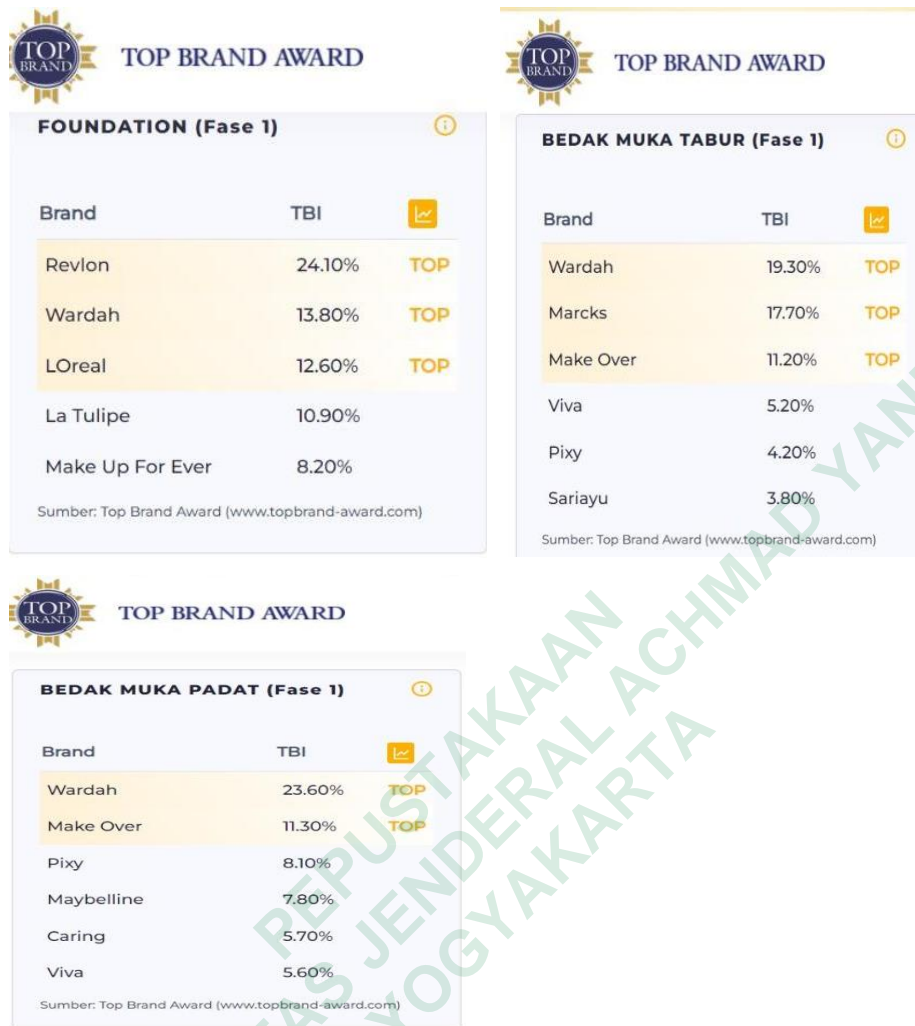 TOP BRAND
TOP BRAND AWARD
FOUNDATION (Fase 1)
Brand TBI
Revlon 24.10% TOP
Wardah 13.80% TOP
LOreal 12.60% TOP
La Tulipe 10.90%
Make Up For Ever 8.20%
Sumber: Top Brand Award (www.topbrand-award.com)
TOP BRAND
TOP BRAND AWARD
BEDAK MUKA TABUR (Fase 1)
Brand TBI
Wardah 19.30% TOP
Marcks 17.70% TOP
Make Over 11.20% TOP
Viva 5.20%
Pixy 4.20%
Sariayu 3.80%
Sumber: Top Brand Award (www.topbrand-award.com)
TOP BRAND
TOP BRAND AWARD
BEDAK MUKA PADAT (Fase 1)
Brand TBI
Wardah 23.60% TOP
Make Over 11.30% TOP
Pixy 8.10%
Maybelline 7.80%
Caring 5.70%
Viva 5.60%
Sumber: Top Brand Award (www.topbrand-award.com)
PEPUSTAKAAN
TAS JENDERAL ACHMAD YAN
YOGYAKARTA